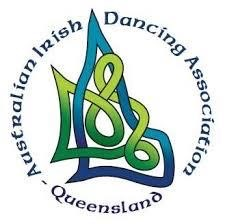 Australian Irish Dancing Association
- Queensland -